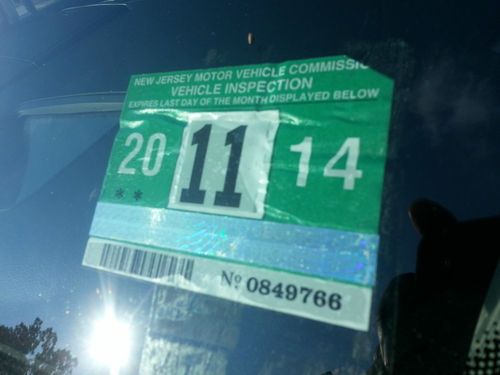 NEW JERSEY MOTOR VEHICLE COMMISSIO
VEHICLE INSPECTION
EXPIRES LAST DAY OF THE MONTH DISPLAYED BELOW
20 11 14
**
No 0849766